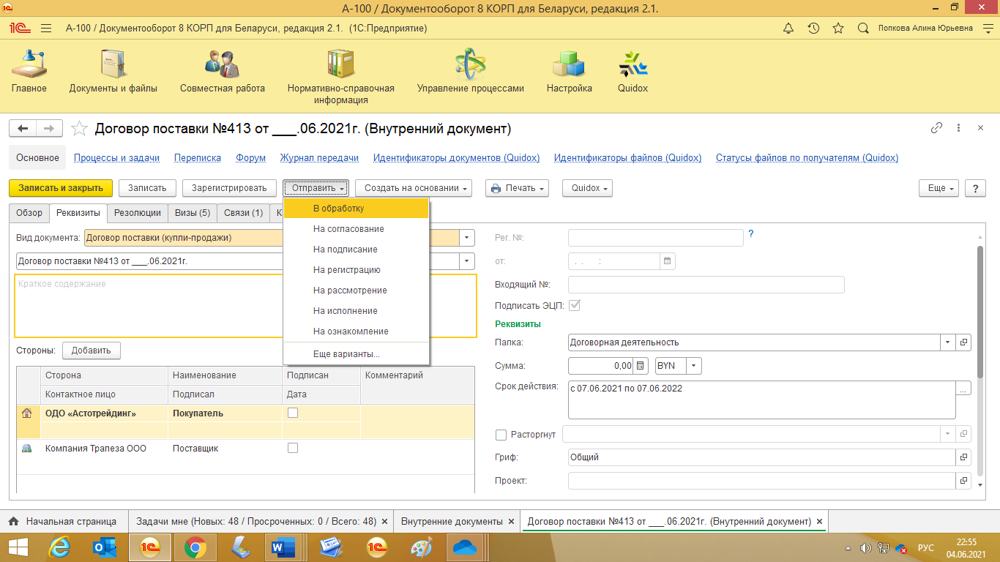 А-100 / Документооборот 8 КОРП для Беларуси, редакция 2.1.
А-100 / Документооборот 8 КОРП для Беларуси, редакция 2.1. (1С:Предприятие)
Попкова Алина Юрьевна
Главное
Документы и файлы
Совместная работа
Нормативно-справочная
информация
Управление процессами
Настройка
Quidox
Договор поставки №413 от ___.06.2021г. (Внутренний документ)
Основное
Процессы и задачи
Переписка
Форум
Журнал передачи
Идентификаторы документов (Quidox)
Идентификаторы файлов (Quidox)
Статусы файлов по получателям (Quidox)
Записать и закрыть
Записать
Зарегистрировать
Отправить
Создать на основании
Печать
Quidox
Еще
?
Обзор
Реквизиты
Резолюции
Визы (5)
Связи (1)
К
В обработку
На согласование
На подписание
На регистрацию
На рассмотрение
На исполнение
На ознакомление
Еще варианты...
Вид документа:
Договор поставки (купли-продажи)
Договор поставки №413 от ___.06.2021г.
Краткое содержание
Стороны:
Добавить
Сторона
Наименование
Подписан
Комментарий
Контактное лицо
Подписал
Дата
ОДО «Астотрейдинг»
Покупатель
Компания Трапеза ООО
Поставщик
Рег. №:
?
от:
. . :
Входящий №:
Подписать ЭЦП:
Реквизиты
Папка:
Договорная деятельность
Сумма:
0,00
BYN
Срок действия:
с 07.06.2021 по 07.06.2022
...
Расторгнут
Гриф:
Общий
Проект:
Начальная страница
Задачи мне (Новых: 48 / Просроченных: 0 / Всего: 48)
Внутренние документы
Договор поставки №413 от ___.06.2021г. (Внутренний документ)
РУС
22:55
04.06.2021